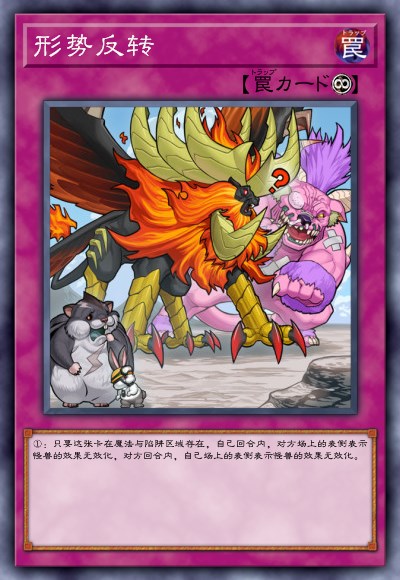 形势反转
罠
トラップ
【罠カード】
トラップ
?
①：只要这张卡在魔法与陷阱区域存在，自己回合内，对方场上的表侧表示
怪兽的效果无效化，对方回合内，自己场上的表侧表示怪兽的效果无效化。